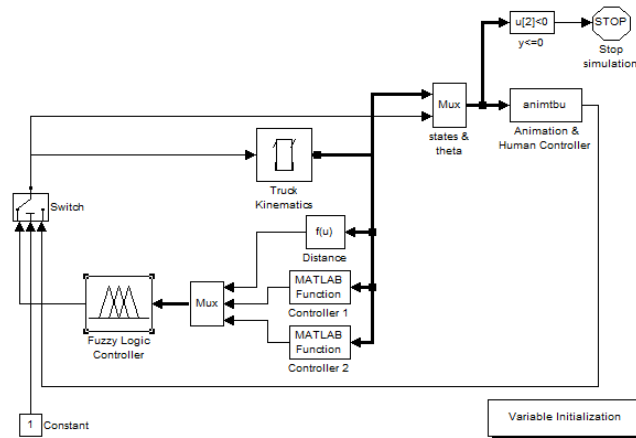 u[2]<0
STOP
y<=0
Stop
simulation
Mux
animtbu
states &
theta
Animation &
Human Controller
Truck
Kinematics
Switch
f(u)
Distance
MATLAB
Function
Mux
Controller 1
Fuzzy Logic
Controller
MATLAB
Function
Controller 2
1
Constant
Variable Initialization